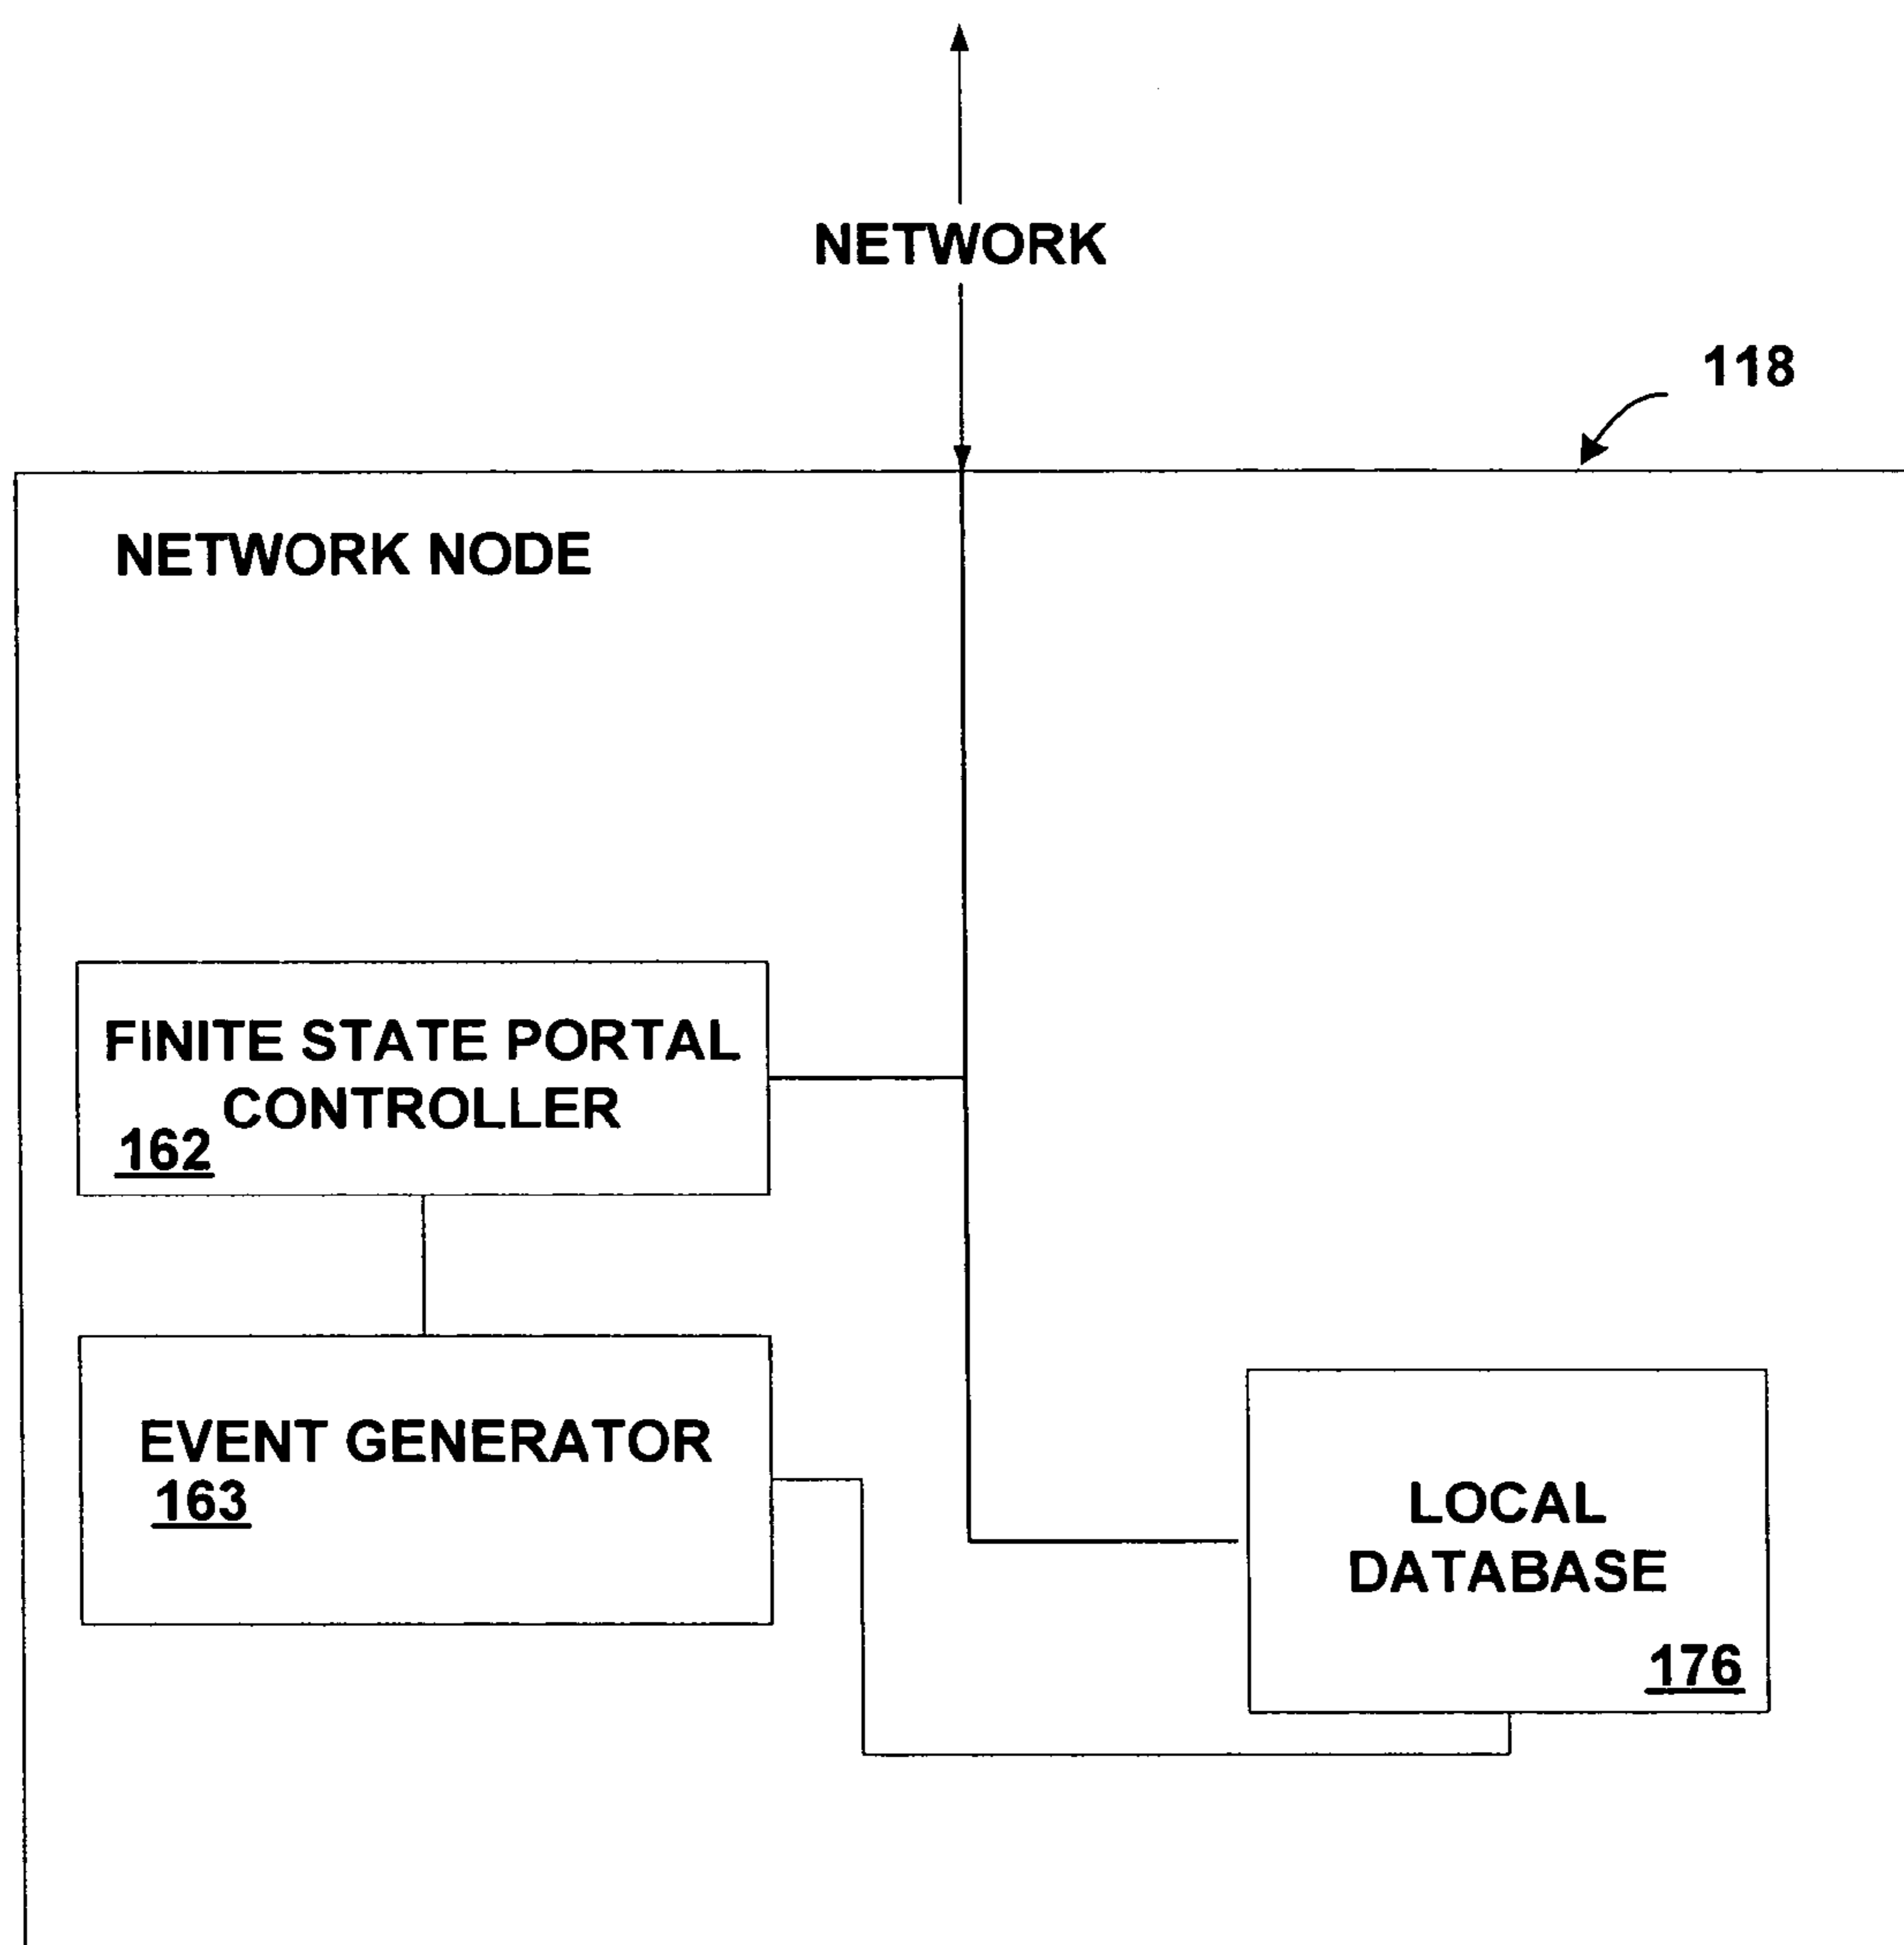 NETWORK
118
NETWORK NODE
FINITE STATE PORTAL
CONTROLLER
162
EVENT GENERATOR
163
LOCAL
DATABASE
176